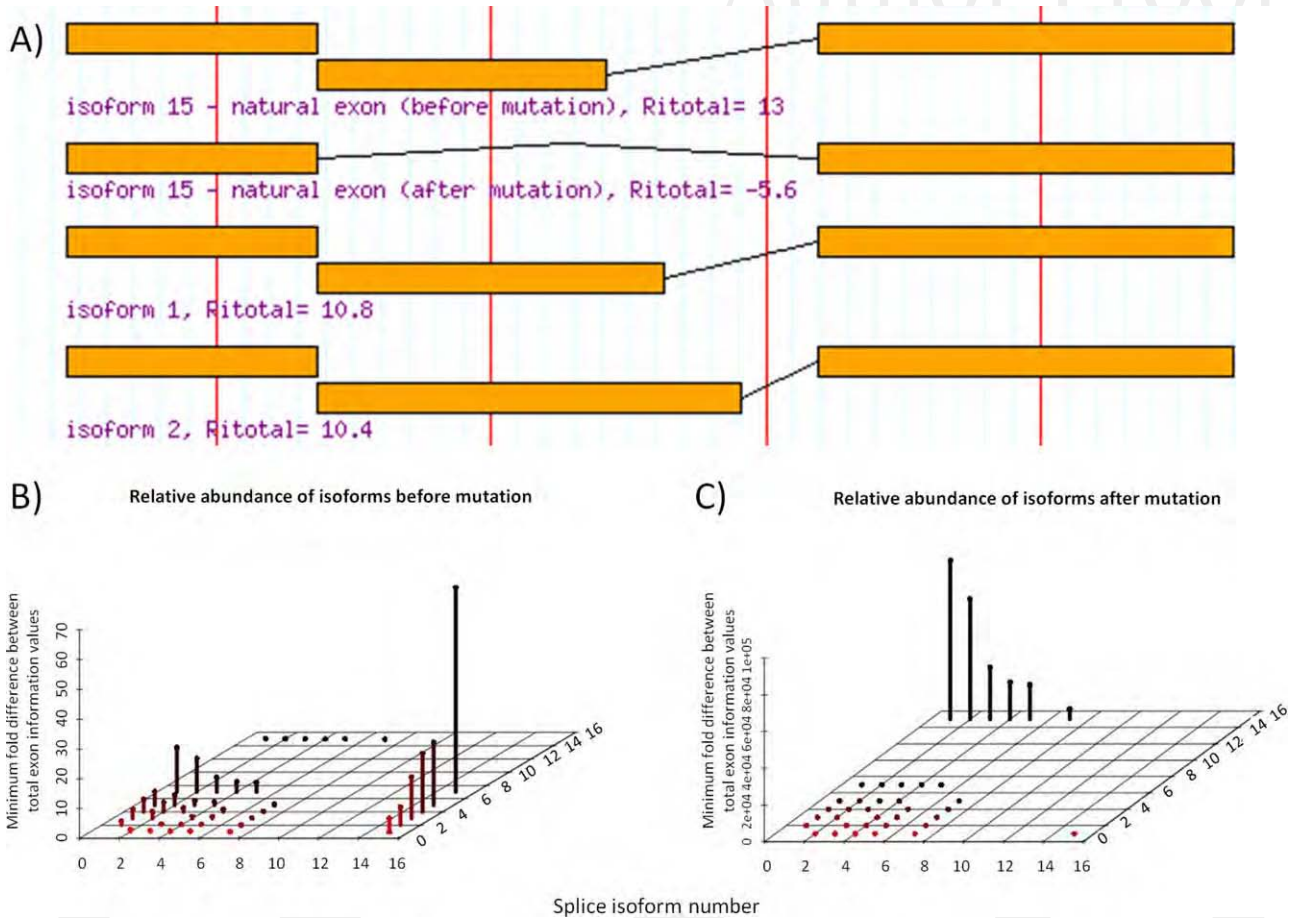 Author Proof
A)
isoform 15 - natural exon (before mutation), Ritotal= 13
isoform 15 - natural exon (after mutation), Ritotal= -5.6
isoform 1, Ritotal= 10.8
isoform 2, Ritotal= 10.4
B)
Relative abundance of isoforms before mutation
Minimum fold difference between
total exon information values
0 10 20 30 40 50 60 70
0 2 4 6 8 10 12 14 16
0 2 4 6 8 10 12 14 16
C)
Relative abundance of isoforms after mutation
Minimum fold difference between
total exon information values
0 2e+04 4e+04 6e+04 8e+04 1e+05
0 2 4 6 8 10 12 14 16
0 2 4 6 8 10 12 14 16
Splice isoform number